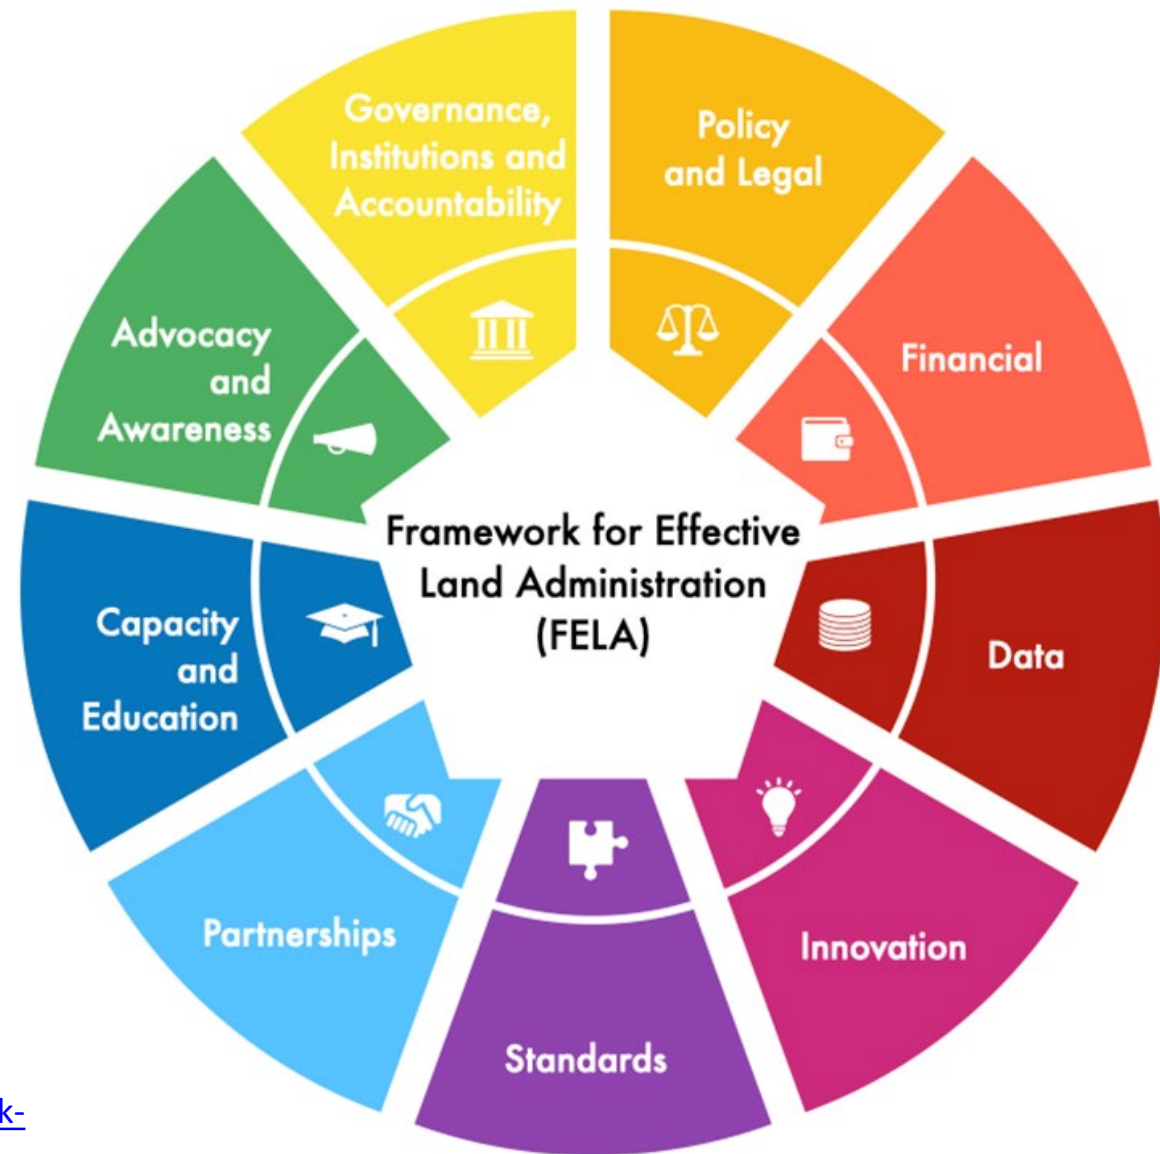 Governance,
Institutions and
Accountability
Policy
and Legal
Financial
Data
Innovation
Standards
Partnerships
Capacity
and
Education
Advocacy
and
Awareness
Framework for Effective
Land Administration
(FELA)
k-